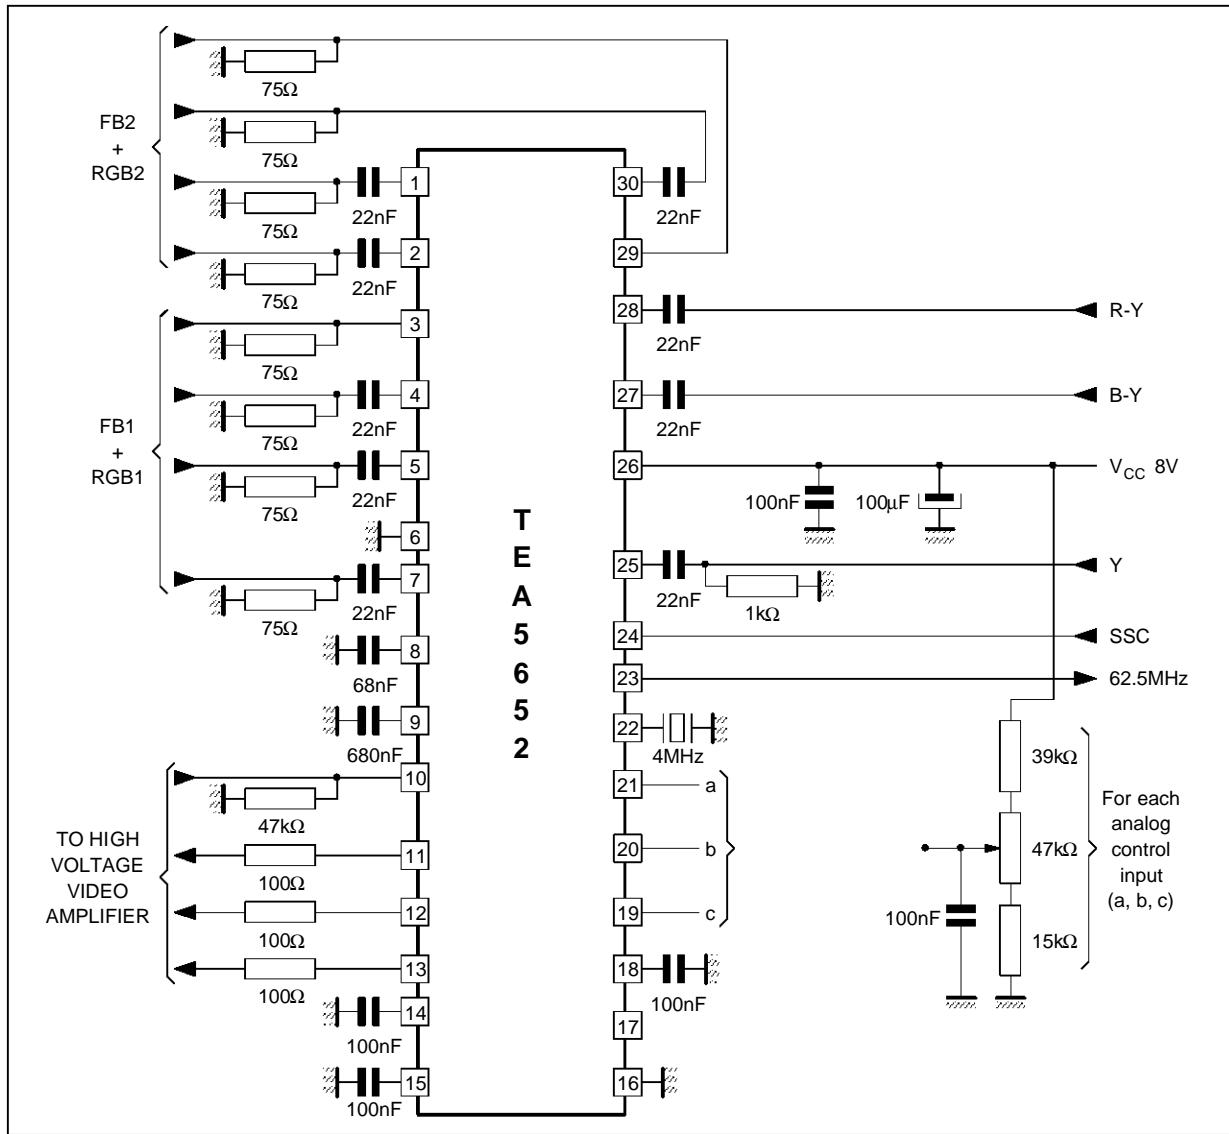 FB2
+
RGB2
75Ω
75Ω
75Ω
22nF
75Ω
22nF
FB1
+
RGB1
75Ω
75Ω
22nF
75Ω
22nF
75Ω
22nF
68nF
680nF
TO HIGH
VOLTAGE
VIDEO
AMPLIFIER
47kΩ
100Ω
100Ω
100Ω
100nF
100nF
1
2
3
4
5
6
7
8
9
10
11
12
13
14
15
TEA5652
30
22nF
29
28
22nF
R-Y
27
22nF
B-Y
26
100nF
100µF
VCC 8V
25
22nF
1kΩ
Y
24
SSC
23
62.5MHz
22
4MHz
21
a
20
b
19
c
18
100nF
17
16
39kΩ
47kΩ
100nF
15kΩ
For each
analog
control
input
(a, b, c)